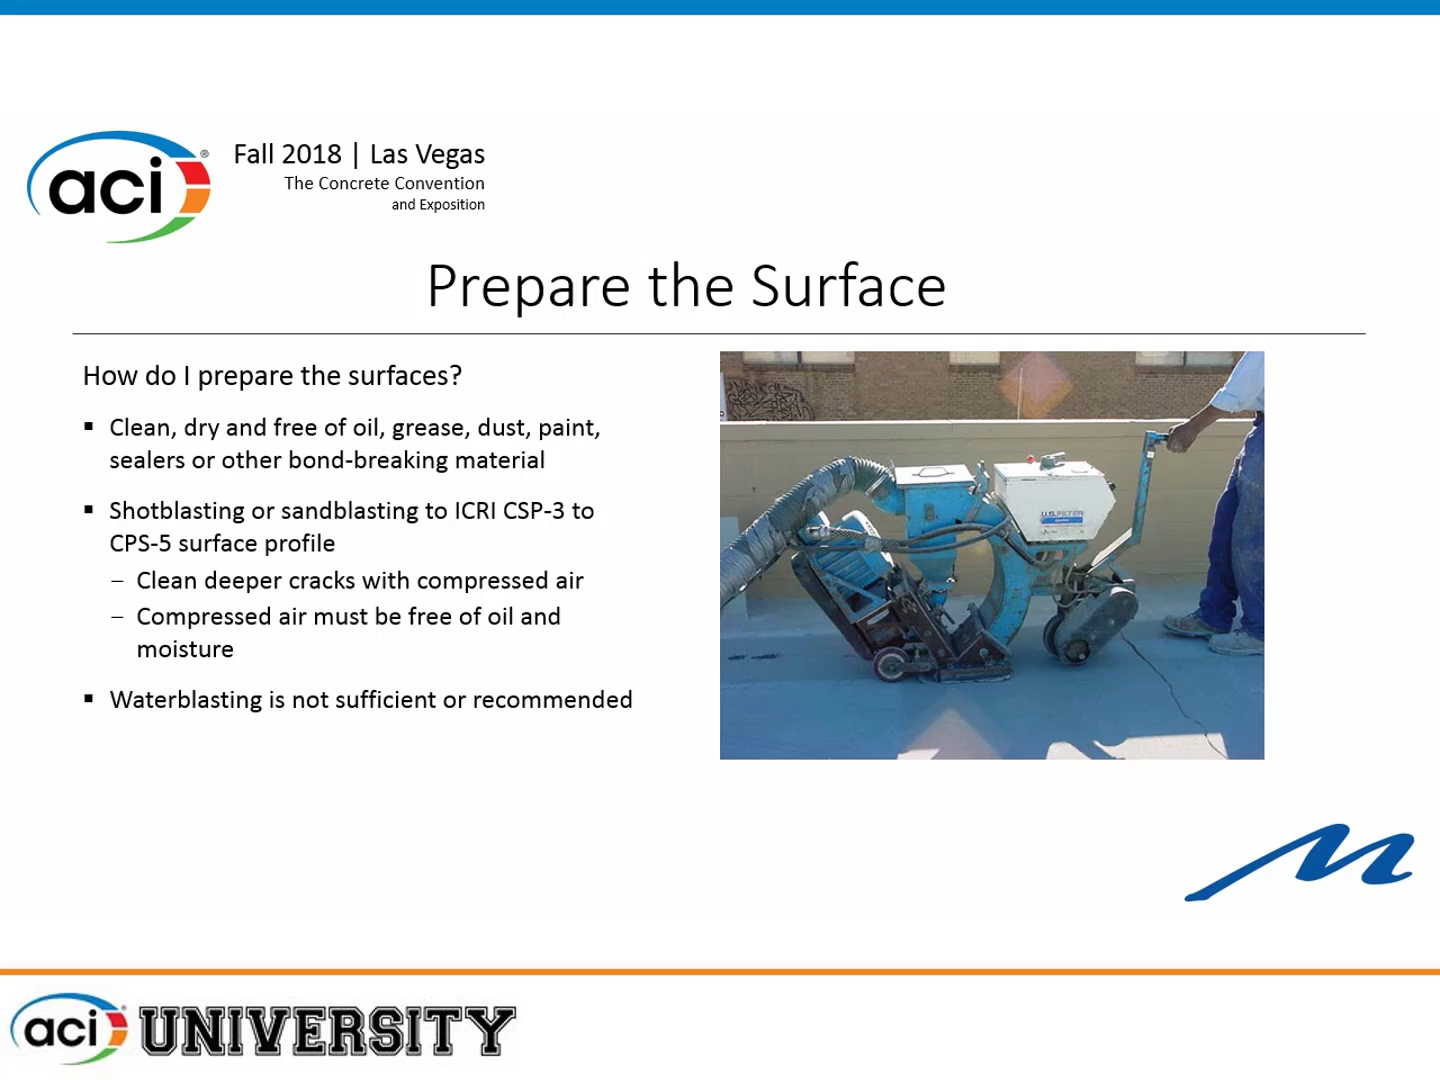 aci®
Fall 2018 | Las Vegas
The Concrete Convention
and Exposition
Prepare the Surface
How do I prepare the surfaces?
▪ Clean, dry and free of oil, grease, dust, paint,
sealers or other bond-breaking material
▪ Shotblasting or sandblasting to ICRI CSP-3 to
CPS-5 surface profile
– Clean deeper cracks with compressed air
– Compressed air must be free of oil and
moisture
▪ Waterblasting is not sufficient or recommended
U.S.FILTER
aci UNIVERSITY